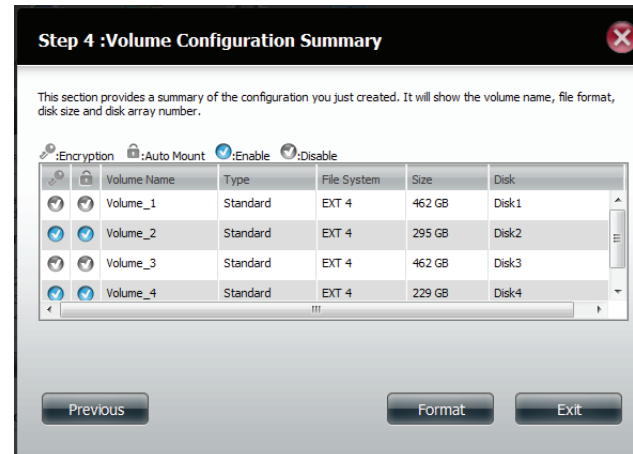 Step 4 :Volume Configuration Summary
This section provides a summary of the configuration you just created. It will show the volume name, file format,
disk size and disk array number.
:Encryption :Auto Mount :Enable :Disable
Volume Name Type File System Size Disk
Volume_1 Standard EXT 4 462 GB Disk1
Volume_2 Standard EXT 4 295 GB Disk2
Volume_3 Standard EXT 4 462 GB Disk3
Volume_4 Standard EXT 4 229 GB Disk4
Previous Format Exit